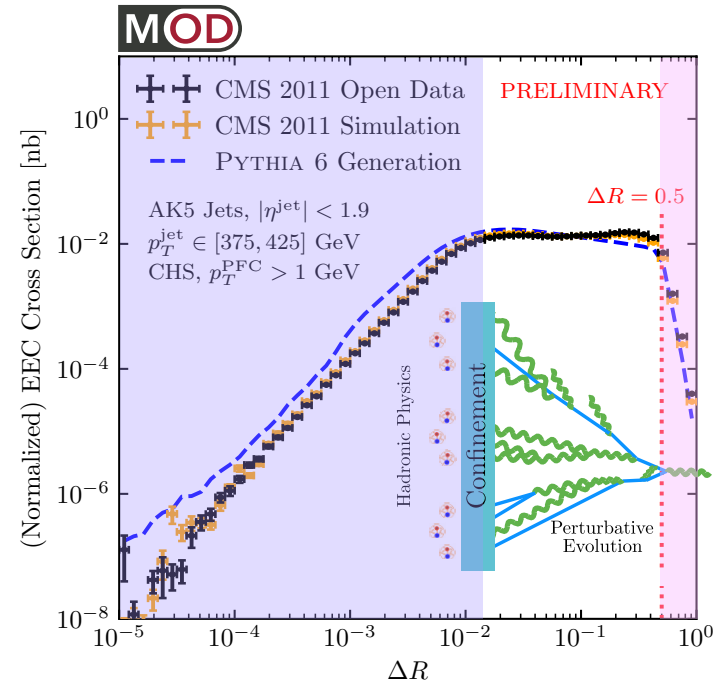 MOD
CMS 2011 Open Data
CMS 2011 Simulation
PYTHIA 6 Generation
PRELIMINARY
ΔR = 0.5
AK5 Jets, |η^jet| < 1.9
p_T^jet ∈ [375, 425] GeV
CHS, p_T^PFC > 1 GeV
(Normalized) EEC Cross Section [nb]
10^0
10^−2
10^−4
10^−6
10^−8
Hadronic Physics
Confinement
Perturbative
Evolution
10^−5 10^−4 10^−3 10^−2 10^−1 10^0
ΔR